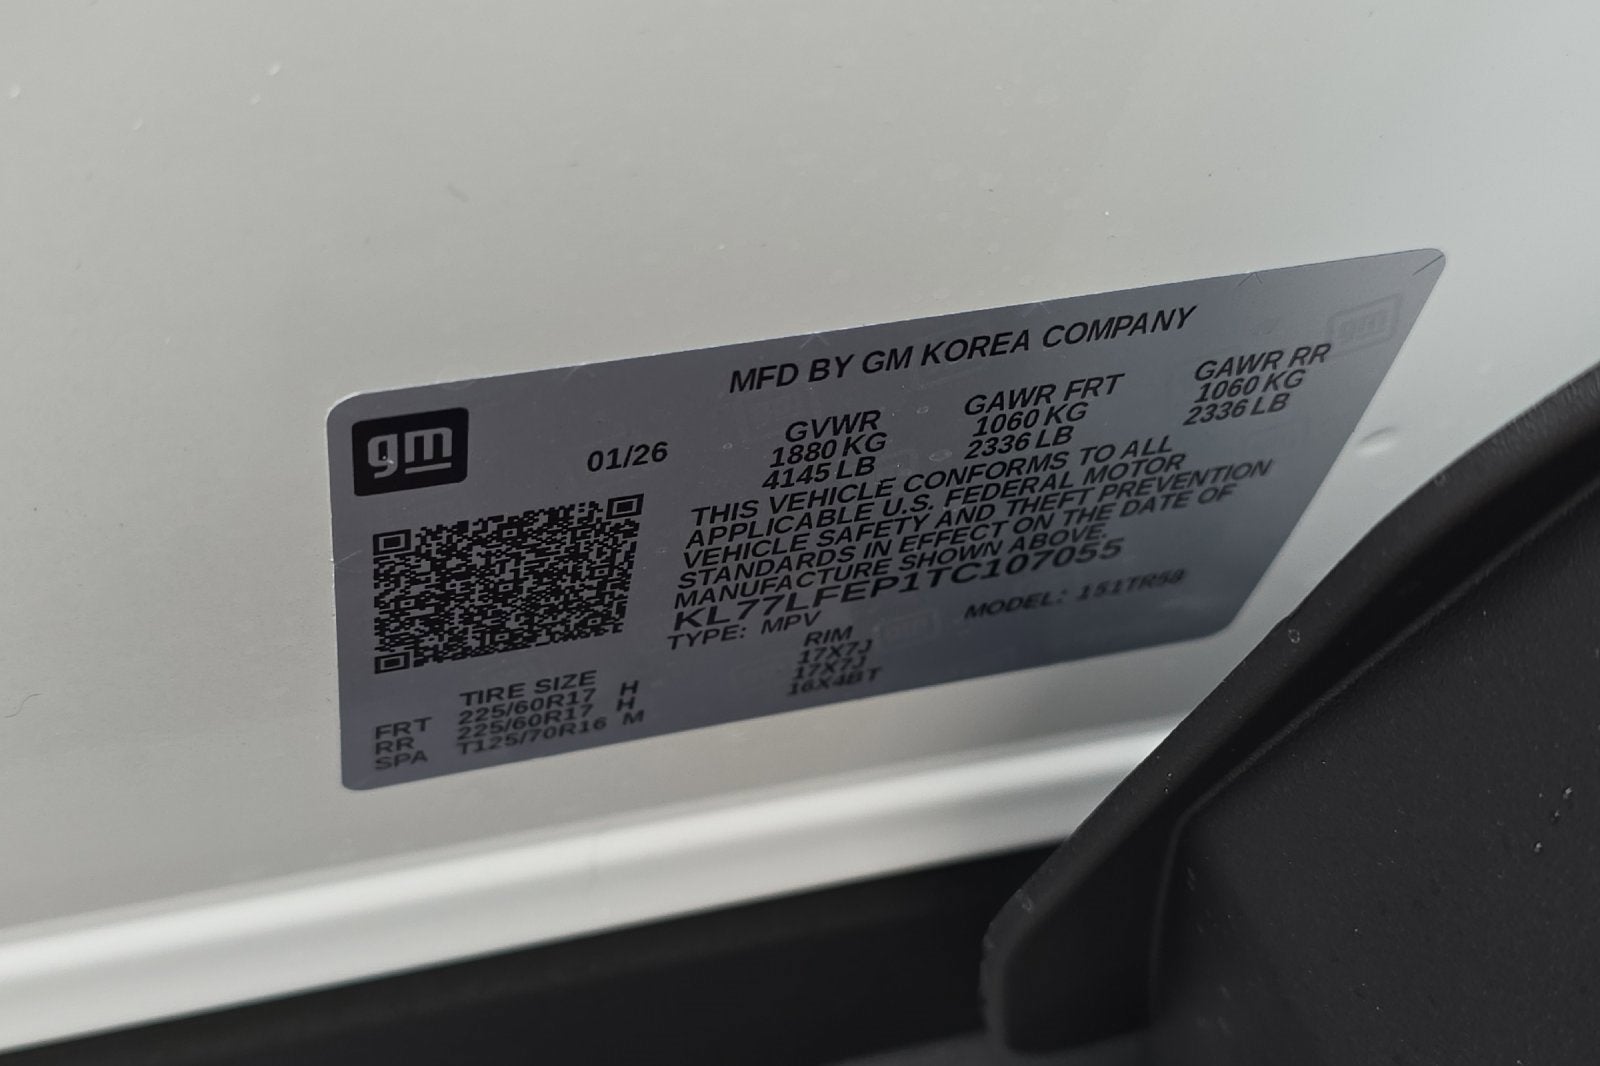 MFD BY GM KOREA COMPANY
gm
01/26
GVWR
1880 KG
4145 LB
GAWR FRT
1060 KG
2336 LB
GAWR RR
1060 KG
2336 LB
THIS VEHICLE CONFORMS TO ALL
APPLICABLE U.S. FEDERAL MOTOR
VEHICLE SAFETY AND THEFT PREVENTION
STANDARDS IN EFFECT ON THE DATE OF
MANUFACTURE SHOWN ABOVE.
KL77LFEP1TC107055
TYPE: MPV MODEL: 151TR58
TIRE SIZE RIM
FRT 225/60R17 H 17X7J
RR 225/60R17 H 17X7J
SPA T125/70R16 M 16X4BT